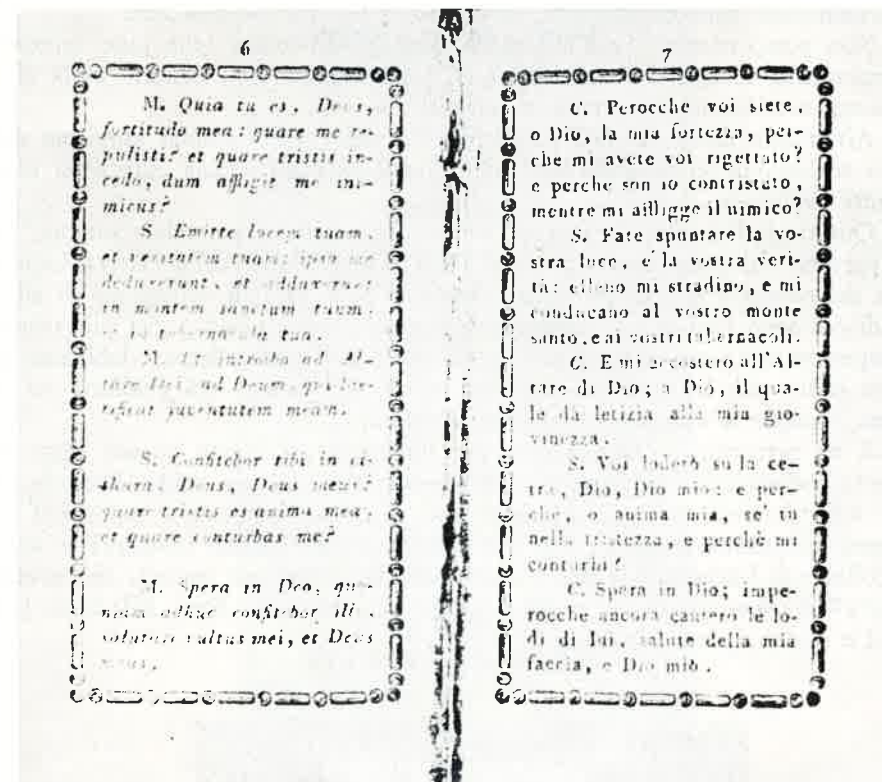 6
M. Quia tu es, Deus,
fortitudo mea: quare me re-
pulisti? et quare tristis in-
cedo, dum affligit me ini-
micus?
S. Emitte lucem tuam,
et veritatem tuam: ipsa me
deduxerunt, et adduxerunt
in montem sanctum tuum,
et in tabernacula tua.
M. Et introibo ad Al-
tare Dei, ad Deum, qui lae-
tificat juventutem meam.
S. Confitebor tibi in ci-
thara, Deus, Deus meus:
quare tristis es anima mea,
et quare conturbas me?
M. Spera in Deo, quo-
niam adhuc confitebor illi,
salutare vultus mei, et Deus
meus.
7
C. Perocche voi siete,
o Dio, la mia fortezza, per-
che mi avete voi rigettato?
e perche son io contristato,
mentre mi affligge il nimico?
S. Fate spuntare la vo-
stra luce, e la vostra veri-
tà: elleno mi stradino, e mi
conducano al vostro monte
santo, e ai vostri tabernacoli.
C. E mi accosterò all'Al-
tare di Dio; a Dio, il qua-
le dà letizia alla mia gio-
vinezza.
S. Voi loderò su la ce-
tra, Dio, Dio mio: e per-
chè, o anima mia, se' tu
nella tristezza, e perchè mi
conturbi?
C. Spera in Dio; impe-
rocche ancora canterò le lo-
di di lui, salute della mia
faccia, e Dio mio.